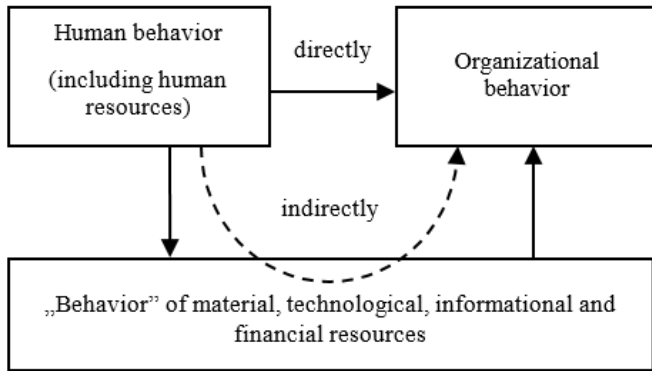 Human behavior
(including human
resources)
directly
Organizational
behavior
indirectly
„Behavior” of material, technological, informational and
financial resources